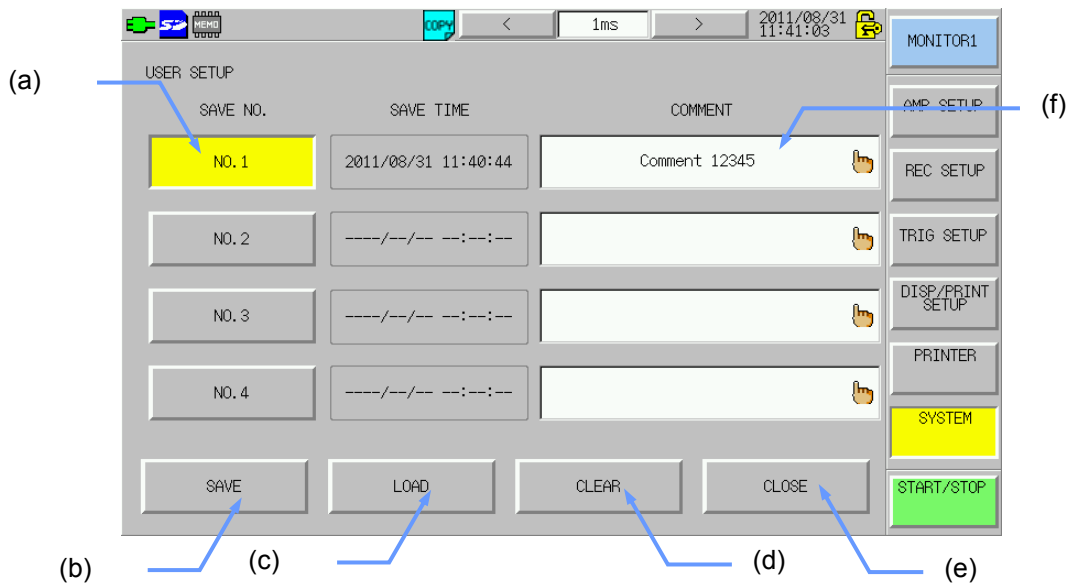 MEMO COPY < 1ms > 2011/08/31
11:41:03
MONITOR1
USER SETUP
(a)
SAVE NO. SAVE TIME COMMENT
AMP SETUP
(f)
NO.1 2011/08/31 11:40:44 Comment 12345
REC SETUP
NO.2 ----/--/-- --:--:--
TRIG SETUP
NO.3 ----/--/-- --:--:--
DISP/PRINT
SETUP
PRINTER
NO.4 ----/--/-- --:--:--
SYSTEM
SAVE LOAD CLEAR CLOSE
START/STOP
(b) (c) (d) (e)